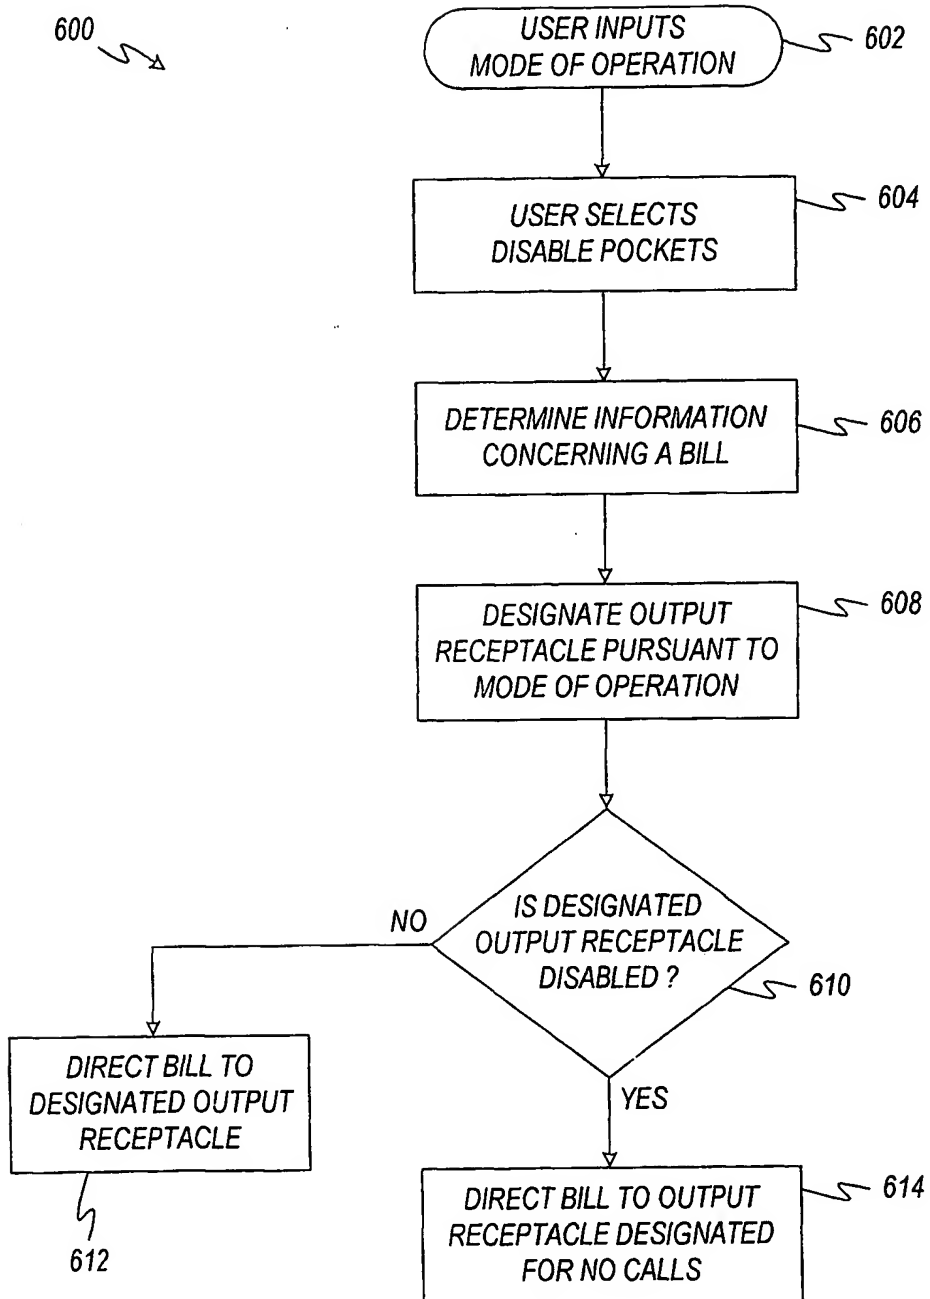 600
USER INPUTS
MODE OF OPERATION
602
USER SELECTS
DISABLE POCKETS
604
DETERMINE INFORMATION
CONCERNING A BILL
606
DESIGNATE OUTPUT
RECEPTACLE PURSUANT TO
MODE OF OPERATION
608
IS DESIGNATED
OUTPUT RECEPTACLE
DISABLED ?
610
NO
DIRECT BILL TO
DESIGNATED OUTPUT
RECEPTACLE
612
YES
DIRECT BILL TO OUTPUT
RECEPTACLE DESIGNATED
FOR NO CALLS
614